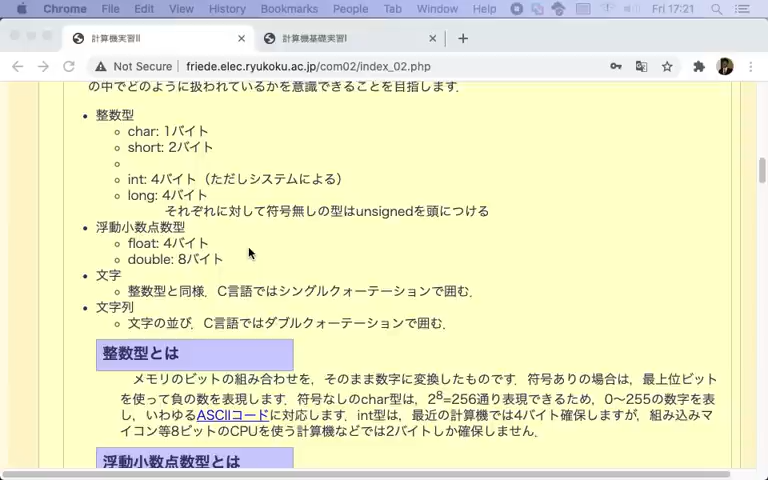 Chrome File Edit View History Bookmarks People Tab Window Help Fri 17:21
計算機実習II 計算機基礎実習I
Not Secure friede.elec.ryukoku.ac.jp/com02/index_02.php
の中でどのように扱われているかを意識できることを目指します．
• 整数型
char: 1バイト
short: 2バイト
int: 4バイト（ただしシステムによる）
long: 4バイト
それぞれに対して符号無しの型はunsignedを頭につける
• 浮動小数点数型
float: 4バイト
double: 8バイト
• 文字
整数型と同様．C言語ではシングルクォーテーションで囲む．
• 文字列
文字の並び．C言語ではダブルクォーテーションで囲む．
整数型とは
メモリのビットの組み合わせを，そのまま数字に変換したものです．符号ありの場合は，最上位ビット
を使って負の数を表現します．符号なしのchar型は，2⁸=256通り表現できるため，0〜255の数字を表
し，いわゆるASCIIコードに対応します．int型は，最近の計算機では4バイト確保しますが，組み込みマ
イコン等8ビットのCPUを使う計算機などでは2バイトしか確保しません．
浮動小数点数型とは